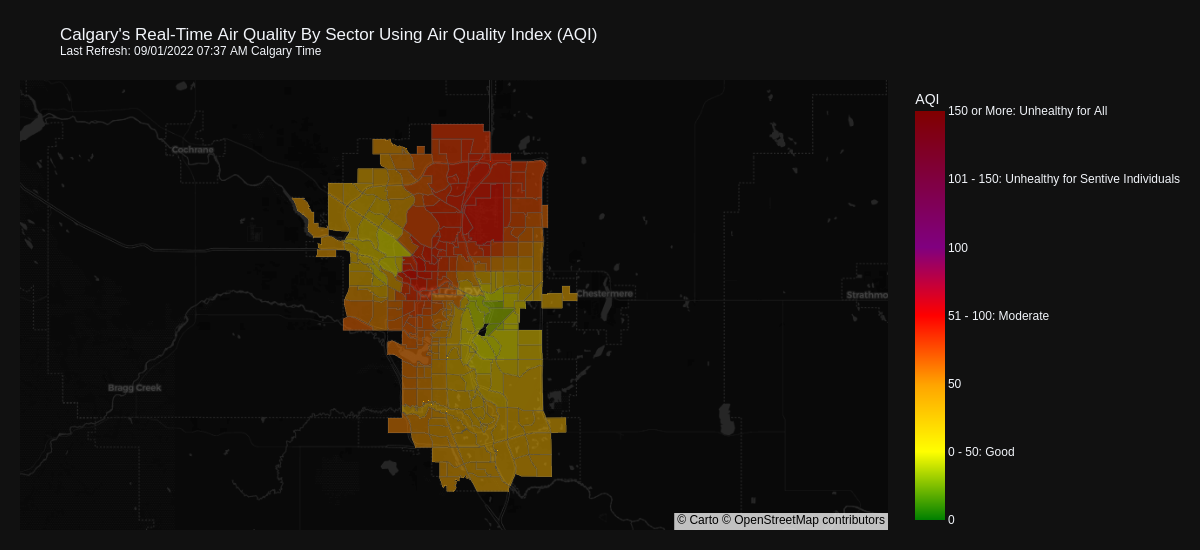 Calgary's Real-Time Air Quality By Sector Using Air Quality Index (AQI)
Last Refresh: 09/01/2022 07:37 AM Calgary Time
AQI
150 or More: Unhealthy for All
Cochrane
101 - 150: Unhealthy for Sentive Individuals
100
CALGARY
Chestermere
Strathmo
51 - 100: Moderate
50
Bragg Creek
0 - 50: Good
© Carto © OpenStreetMap contributors
0